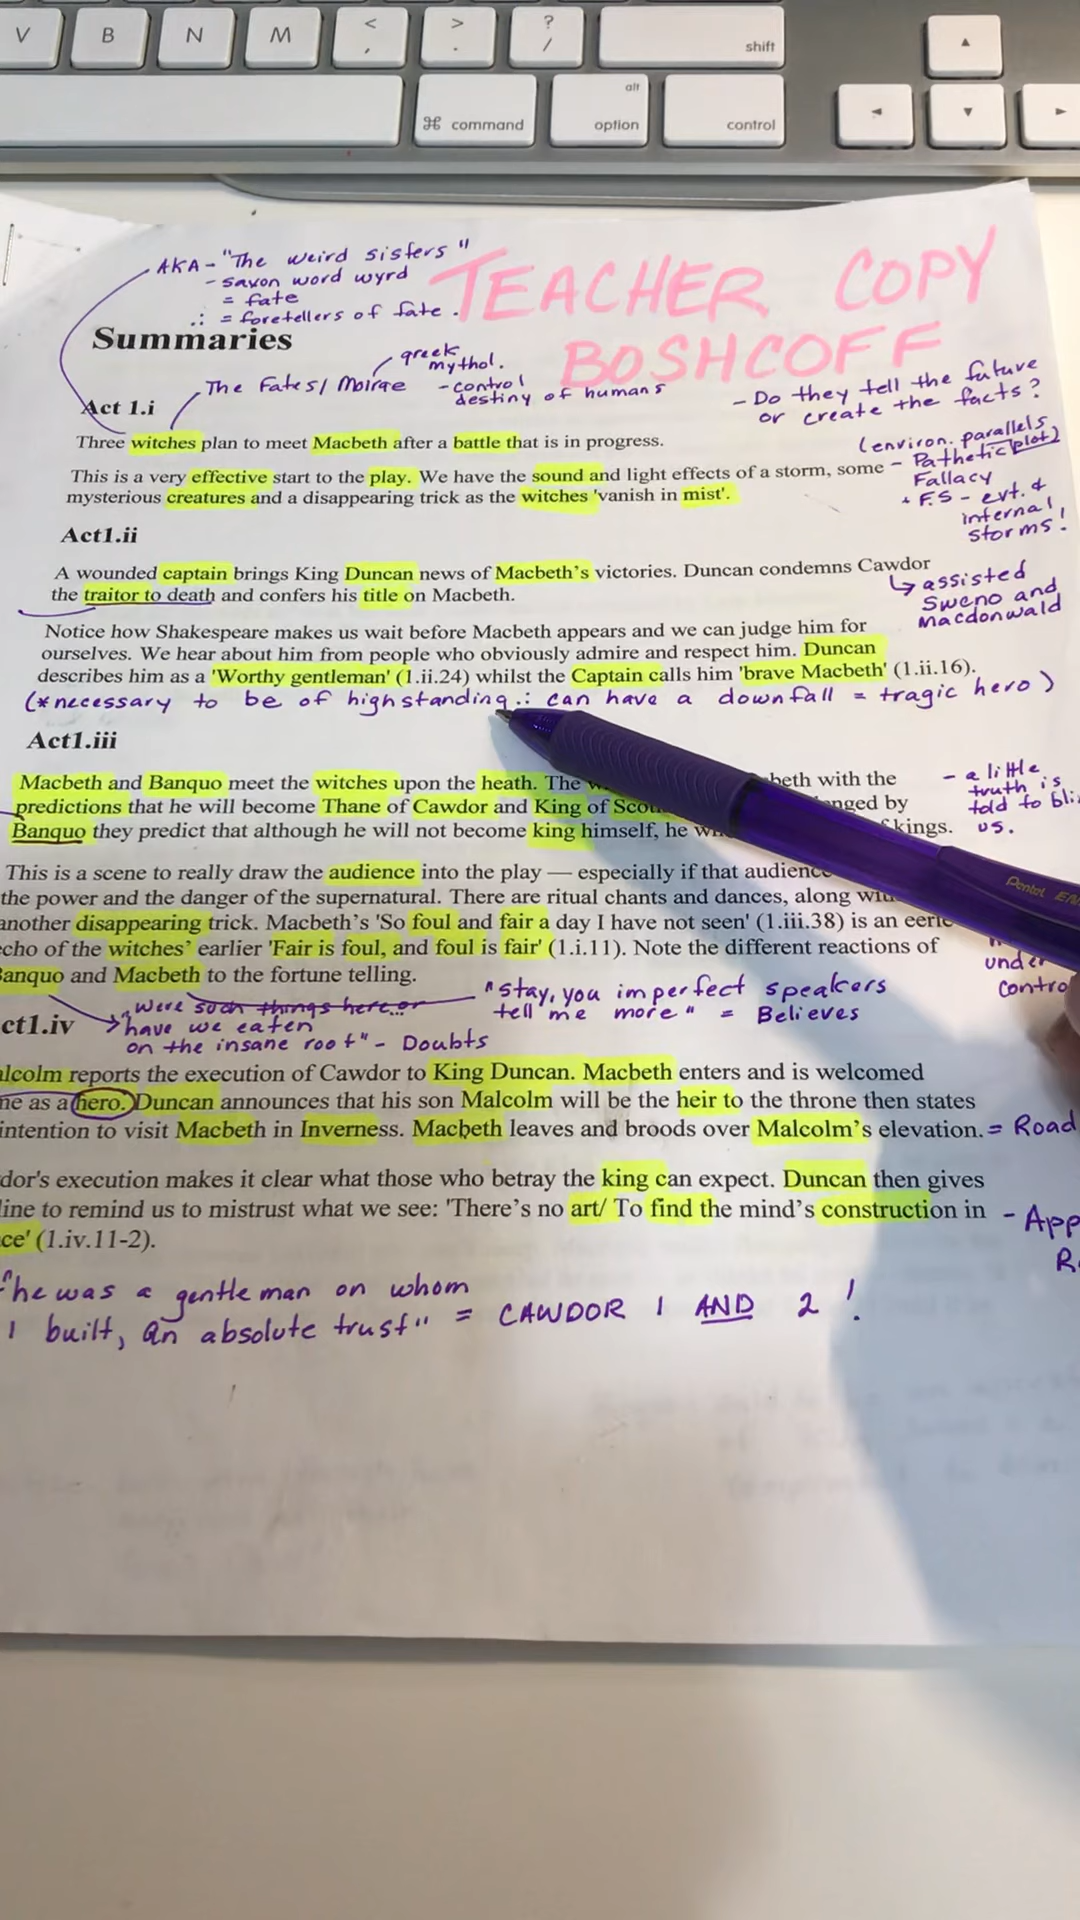 V B N M < , > . ? / shift
⌘ command alt option control
AKA - "The weird sisters"
- saxon word wyrd
= fate
∴ = foretellers of fate.
TEACHER COPY
BOSHCOFF
Summaries
greek
mythol.
The Fates/ Moirae - control
destiny of humans
- Do they tell the future
or create the facts?
Act 1.i
Three witches plan to meet Macbeth after a battle that is in progress.
(environ. parallels
plot)
This is a very effective start to the play. We have the sound and light effects of a storm, some
mysterious creatures and a disappearing trick as the witches 'vanish in mist'.
- Pathetic
Fallacy
+ F.S - ext. &
internal
storms!
Act1.ii
A wounded captain brings King Duncan news of Macbeth's victories. Duncan condemns Cawdor
the traitor to death and confers his title on Macbeth.
↳ assisted
Sweno and
Macdonwald
Notice how Shakespeare makes us wait before Macbeth appears and we can judge him for
ourselves. We hear about him from people who obviously admire and respect him. Duncan
describes him as a 'Worthy gentleman' (1.ii.24) whilst the Captain calls him 'brave Macbeth' (1.ii.16).
(*necessary to be of highstanding ∴ can have a downfall = tragic hero)
Act1.iii
Macbeth and Banquo meet the witches upon the heath. The with the
predictions that he will become Thane of Cawdor and King of by
Banquo they predict that although he will not become king himself, he kings.
- a little
truth is
told to
us.
This is a scene to really draw the audience into the play — especially if that
the power and the danger of the supernatural. There are ritual chants and dances, along
another disappearing trick. Macbeth's 'So foul and fair a day I have not seen' (1.iii.38) is an
echo of the witches' earlier 'Fair is foul, and foul is fair' (1.i.11). Note the different reactions of
Banquo and Macbeth to the fortune telling.
under
"were such things here...or
have we eaten
on the insane root" - Doubts
"stay, you imperfect speakers
tell me more" = Believes
ct1.iv
alcolm reports the execution of Cawdor to King Duncan. Macbeth enters and is welcomed
as a hero. Duncan announces that his son Malcolm will be the heir to the throne then states
intention to visit Macbeth in Inverness. Macbeth leaves and broods over Malcolm's elevation. = Road
dor's execution makes it clear what those who betray the king can expect. Duncan then gives
line to remind us to mistrust what we see: 'There's no art/ To find the mind's construction in
ce' (1.iv.11-2).
- App
"he was a gentleman on whom
I built, an absolute trust" = CAWDOR 1 AND 2!
Pentel